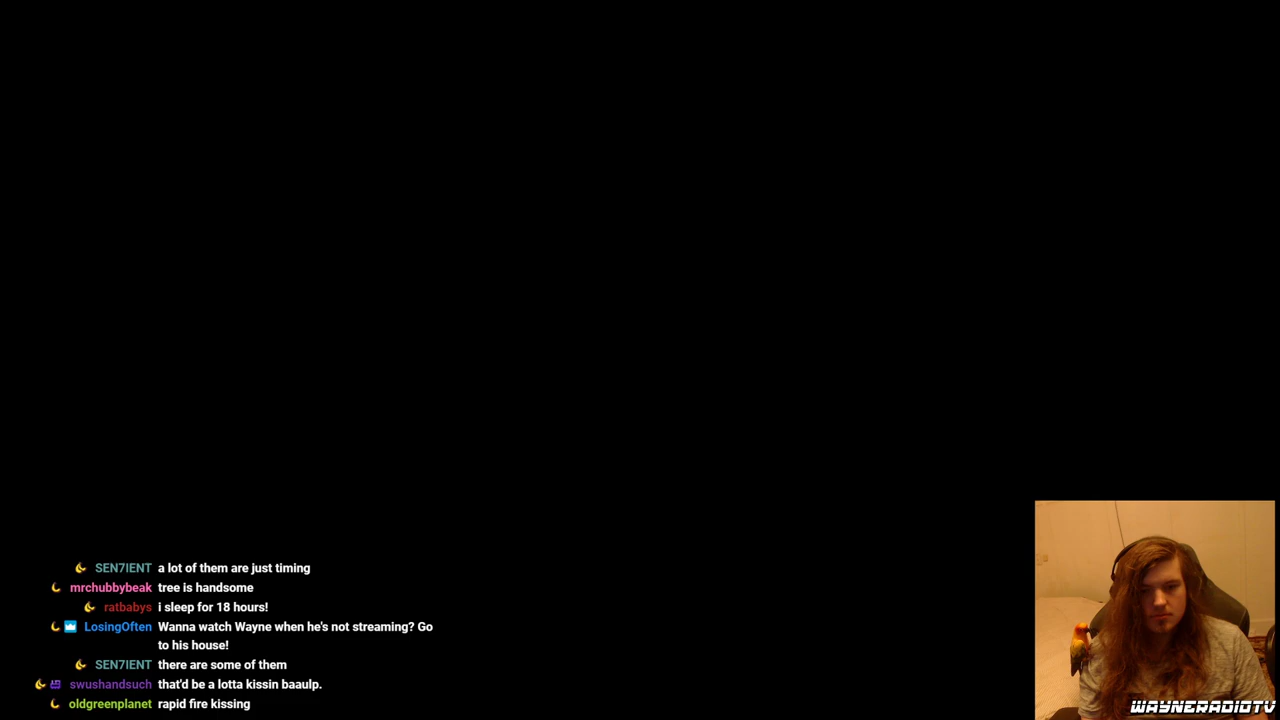 SEN7IENT a lot of them are just timing
mrchubbybeak tree is handsome
ratbabys i sleep for 18 hours!
LosingOften Wanna watch Wayne when he's not streaming? Go
to his house!
SEN7IENT there are some of them
swushandsuch that'd be a lotta kissin baaulp.
oldgreenplanet rapid fire kissing
WAYNERADIOTV